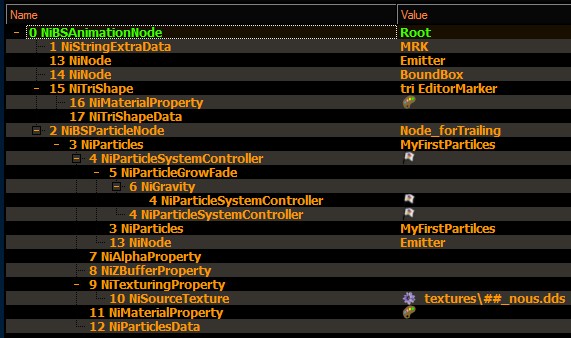 Name Value
0 NiBSAnimationNode Root
1 NiStringExtraData MRK
13 NiNode Emitter
14 NiNode BoundBox
15 NiTriShape tri EditorMarker
16 NiMaterialProperty
17 NiTriShapeData
2 NiBSParticleNode Node_forTrailing
3 NiParticles MyFirstPartilces
4 NiParticleSystemController
5 NiParticleGrowFade
6 NiGravity
4 NiParticleSystemController
4 NiParticleSystemController
3 NiParticles MyFirstPartilces
13 NiNode Emitter
7 NiAlphaProperty
8 NiZBufferProperty
9 NiTexturingProperty
10 NiSourceTexture textures\##_nous.dds
11 NiMaterialProperty
12 NiParticlesData